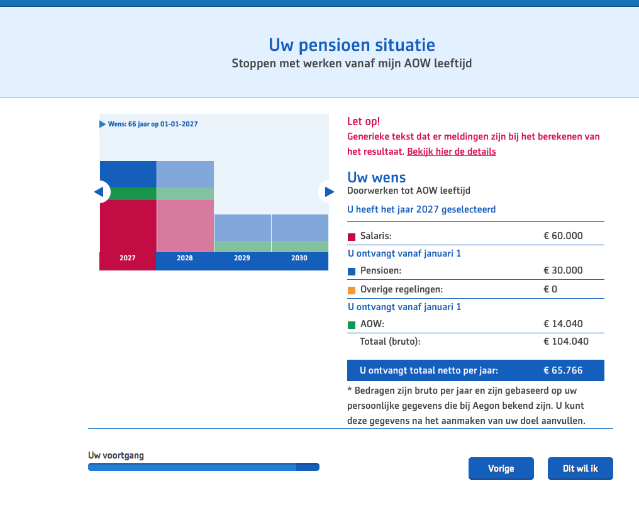 Uw pensioen situatie
Stoppen met werken vanaf mijn AOW leeftijd
Wens: 66 jaar op 01-01-2027
2027 2028 2029 2030
Let op!
Generieke tekst dat er meldingen zijn bij het berekenen van
het resultaat. Bekijk hier de details
Uw wens
Doorwerken tot AOW leeftijd
U heeft het jaar 2027 geselecteerd
Salaris: € 60.000
U ontvangt vanaf januari 1
Pensioen: € 30.000
Overige regelingen: € 0
U ontvangt vanaf januari 1
AOW: € 14.040
Totaal (bruto): € 104.040
U ontvangt totaal netto per jaar: € 65.766
* Bedragen zijn bruto per jaar en zijn gebaseerd op uw
persoonlijke gegevens die bij Aegon bekend zijn. U kunt
deze gegevens na het aanmaken van uw doel aanvullen.
Uw voortgang
Vorige
Dit wil ik